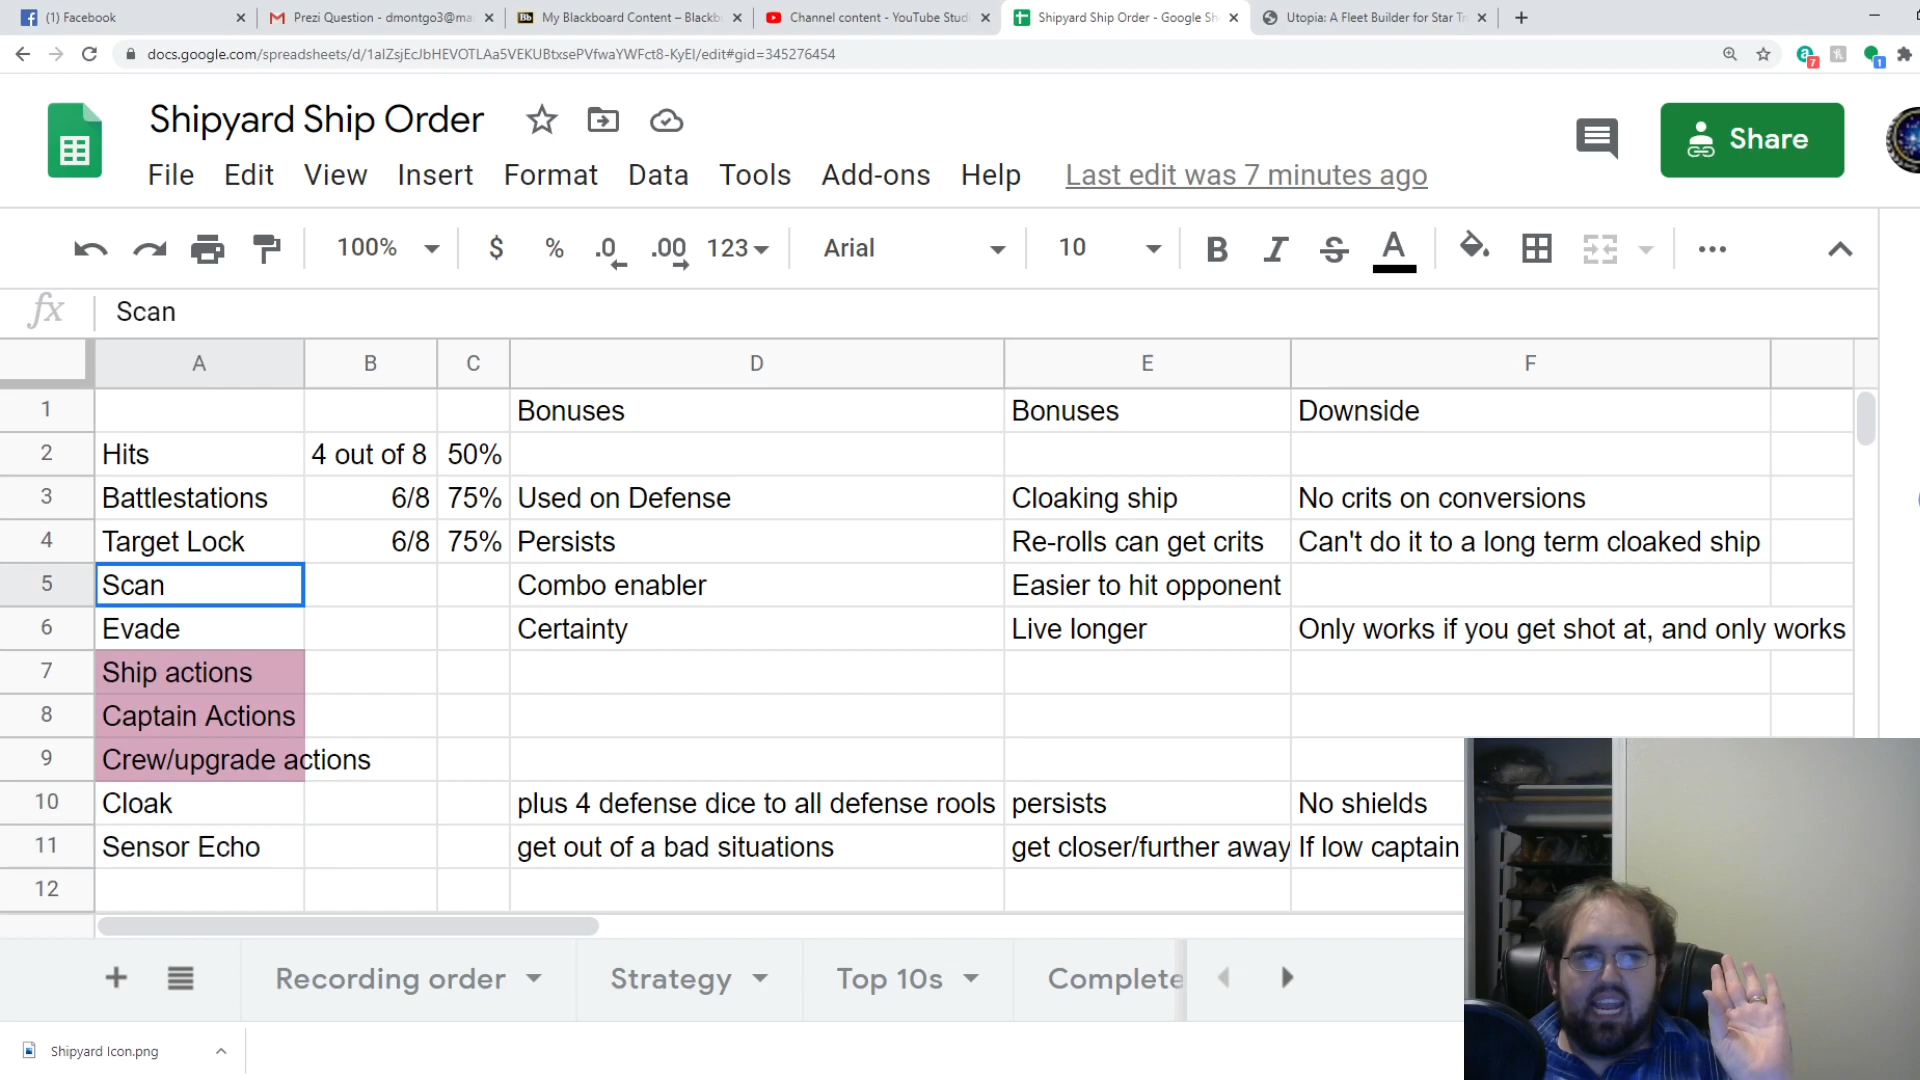 (1) Facebook
Gmail Prezi Question - dmontgo3@ma
Bb My Blackboard Content – Blackb
Channel content - YouTube Studi
Shipyard Ship Order - Google Sh
Utopia: A Fleet Builder for Star Tr
docs.google.com/spreadsheets/d/1aIZsjEcJbHEVOTLAa5VEKUBtxsePVfwaYWFct8-KyEI/edit#gid=345276454
7
1
Shipyard Ship Order
Share
File Edit View Insert Format Data Tools Add-ons Help Last edit was 7 minutes ago
100% $ % .0 .00 123 Arial 10 B I S A
fx Scan
A B C D E F
1 Bonuses Bonuses Downside
2 Hits 4 out of 8 50%
3 Battlestations 6/8 75% Used on Defense Cloaking ship No crits on conversions
4 Target Lock 6/8 75% Persists Re-rolls can get crits Can't do it to a long term cloaked ship
5 Scan Combo enabler Easier to hit opponent
6 Evade Certainty Live longer Only works if you get shot at, and only works
7 Ship actions
8 Captain Actions
9 Crew/upgrade actions
10 Cloak plus 4 defense dice to all defense rools persists No shields
11 Sensor Echo get out of a bad situations get closer/further away If low captain
12
Recording order Strategy Top 10s Complete
Shipyard Icon.png